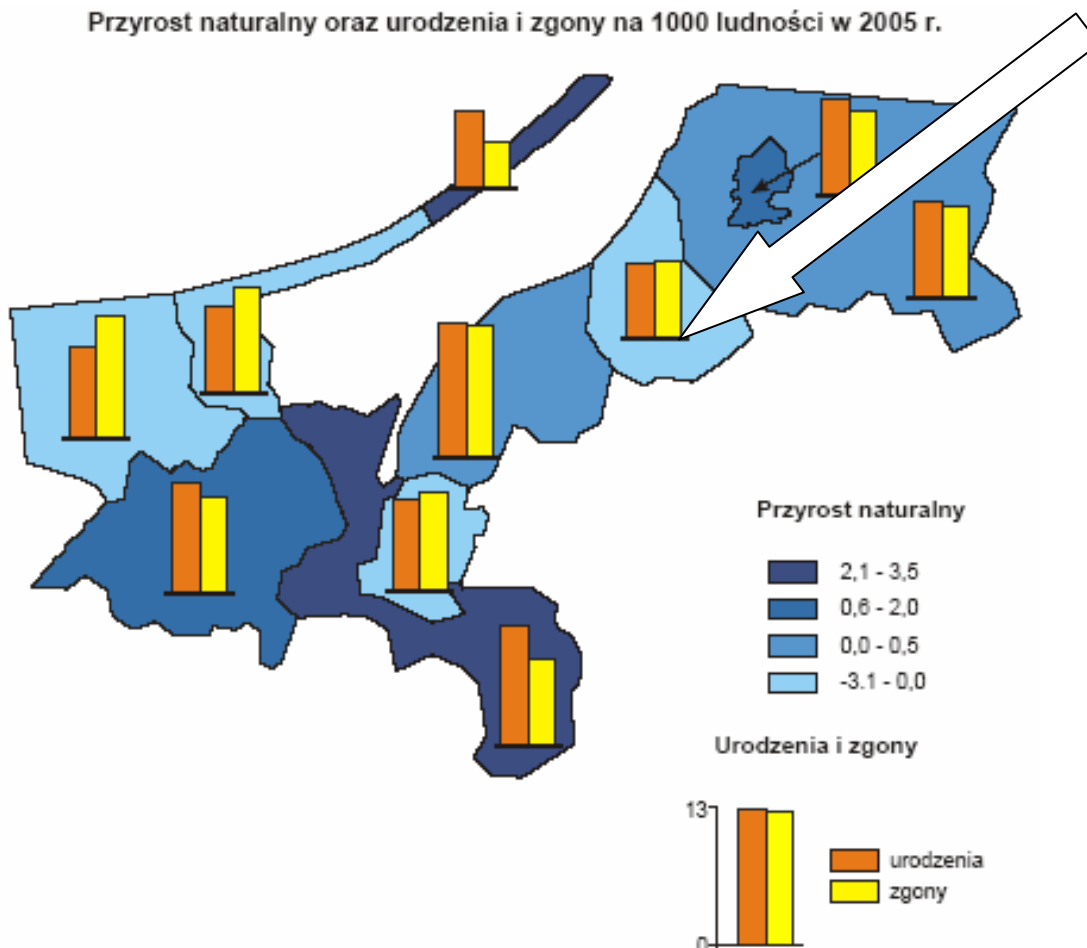 Przyrost naturalny oraz urodzenia i zgony na 1000 ludności w 2005 r.
Przyrost naturalny
2,1 - 3,5
0,6 - 2,0
0,0 - 0,5
-3.1 - 0,0
Urodzenia i zgony
13
urodzenia
zgony
0